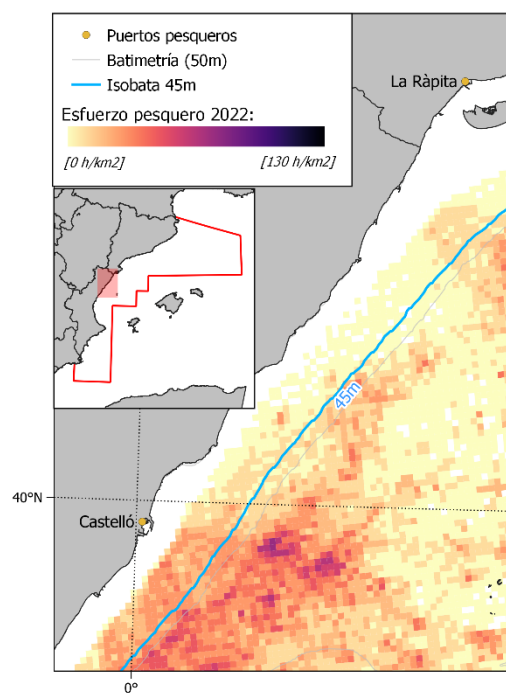 Puertos pesqueros
Batimetría (50m)
Isobata 45m
Esfuerzo pesquero 2022:
[0 h/km2] [130 h/km2]
La Ràpita
45m
40°N
Castelló
0°